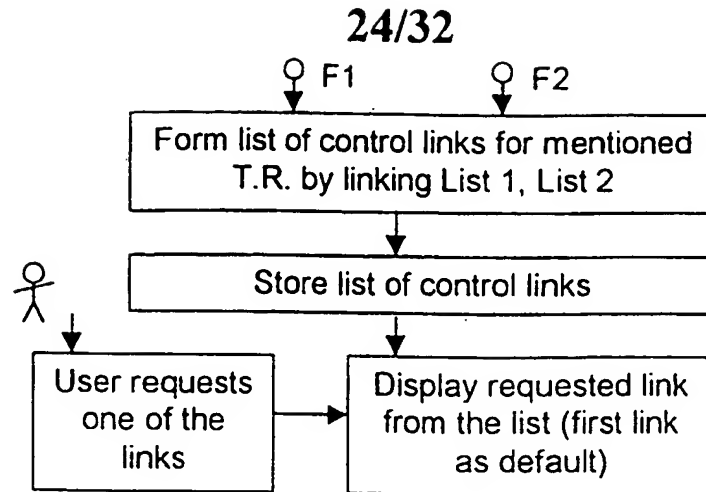 24/32
F1
F2
Form list of control links for mentioned
T.R. by linking List 1, List 2
Store list of control links
User requests
one of the
links
Display requested link
from the list (first link
as default)